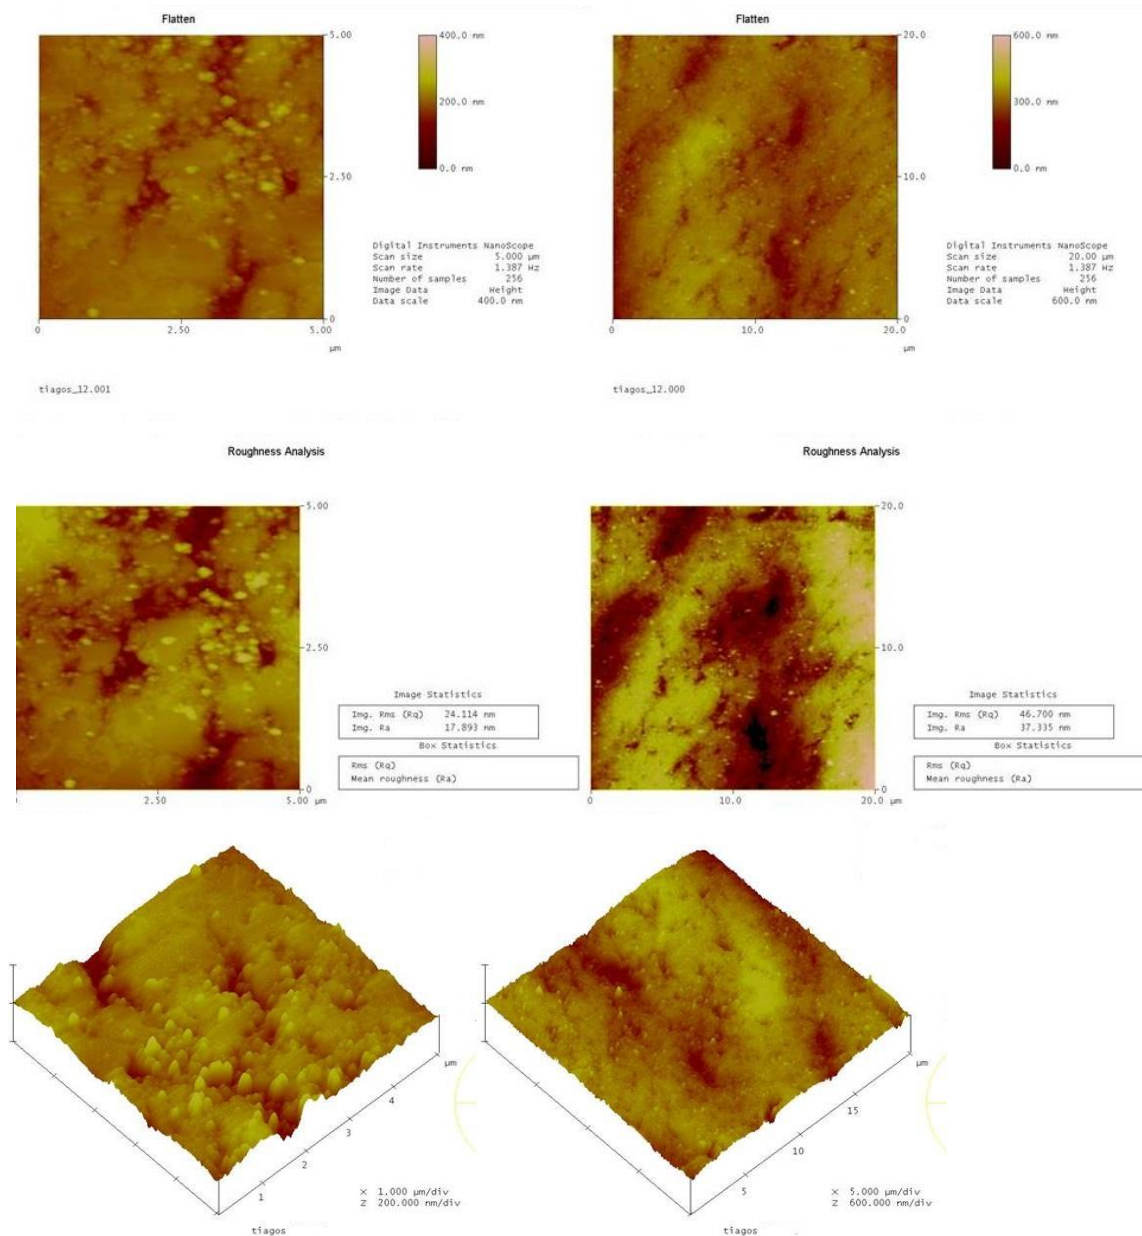 Flatten
5.00
400.0 nm
200.0 nm
2.50
0.0 nm
Digital Instruments NanoScope
Scan size 5.000 µm
Scan rate 1.387 Hz
Number of samples 256
Image Data Height
Data scale 400.0 nm
0
0 2.50 5.00
µm
tiagos_12.001
Flatten
20.0
600.0 nm
300.0 nm
10.0
0.0 nm
Digital Instruments NanoScope
Scan size 20.00 µm
Scan rate 1.387 Hz
Number of samples 256
Image Data Height
Data scale 600.0 nm
0
0 10.0 20.0
µm
tiagos_12.000
Roughness Analysis
5.00
2.50
Image Statistics
Img. Rms (Rq) 24.114 nm
Img. Ra 17.893 nm
Box Statistics
Rms (Rq)
Mean roughness (Ra)
0
2.50 5.00 µm
Roughness Analysis
20.0
10.0
Image Statistics
Img. Rms (Rq) 46.700 nm
Img. Ra 37.335 nm
Box Statistics
Rms (Rq)
Mean roughness (Ra)
0
0 10.0 20.0 µm
µm
4
3
2
1
X 1.000 µm/div
Z 200.000 nm/div
tiagos
µm
15
10
5
X 5.000 µm/div
Z 600.000 nm/div
tiagos